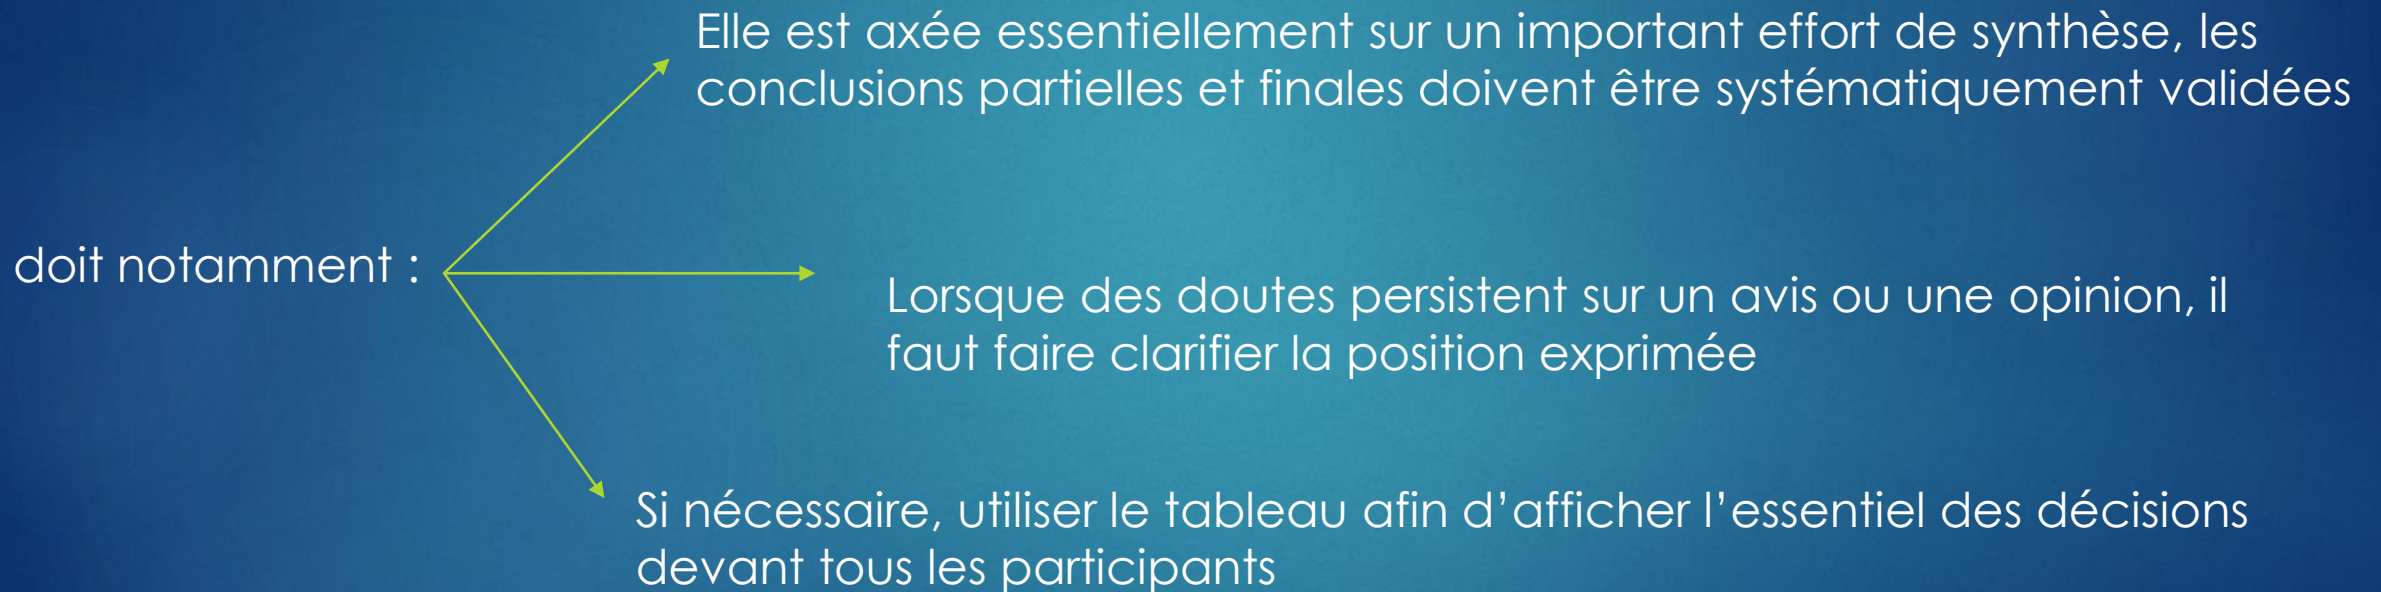 Elle est axée essentiellement sur un important effort de synthèse, les
conclusions partielles et finales doivent être systématiquement validées
doit notamment :
Lorsque des doutes persistent sur un avis ou une opinion, il
faut faire clarifier la position exprimée
Si nécessaire, utiliser le tableau afin d’afficher l’essentiel des décisions
devant tous les participants